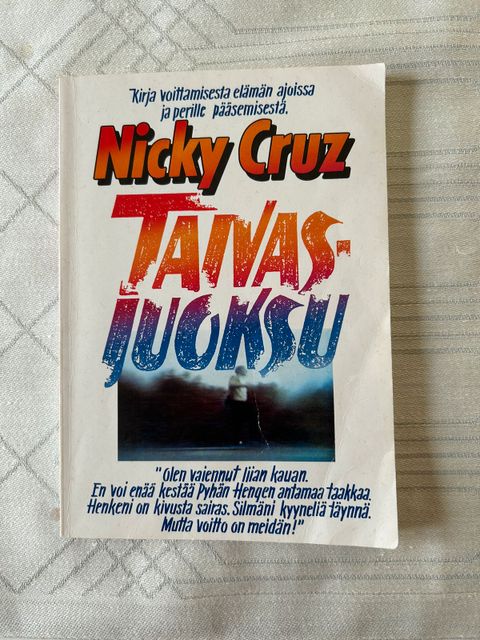 Kirja voittamisesta elämän ajoissa
ja perille pääsemisestä.
Nicky Cruz
TAIVAS-
JUOKSU
"Olen vaiennut liian kauan.
En voi enää kestää Pyhän Hengen antamaa taakkaa.
Henkeni on kivusta sairas. Silmäni kyyneliä täynnä.
Mutta voitto on meidän!"